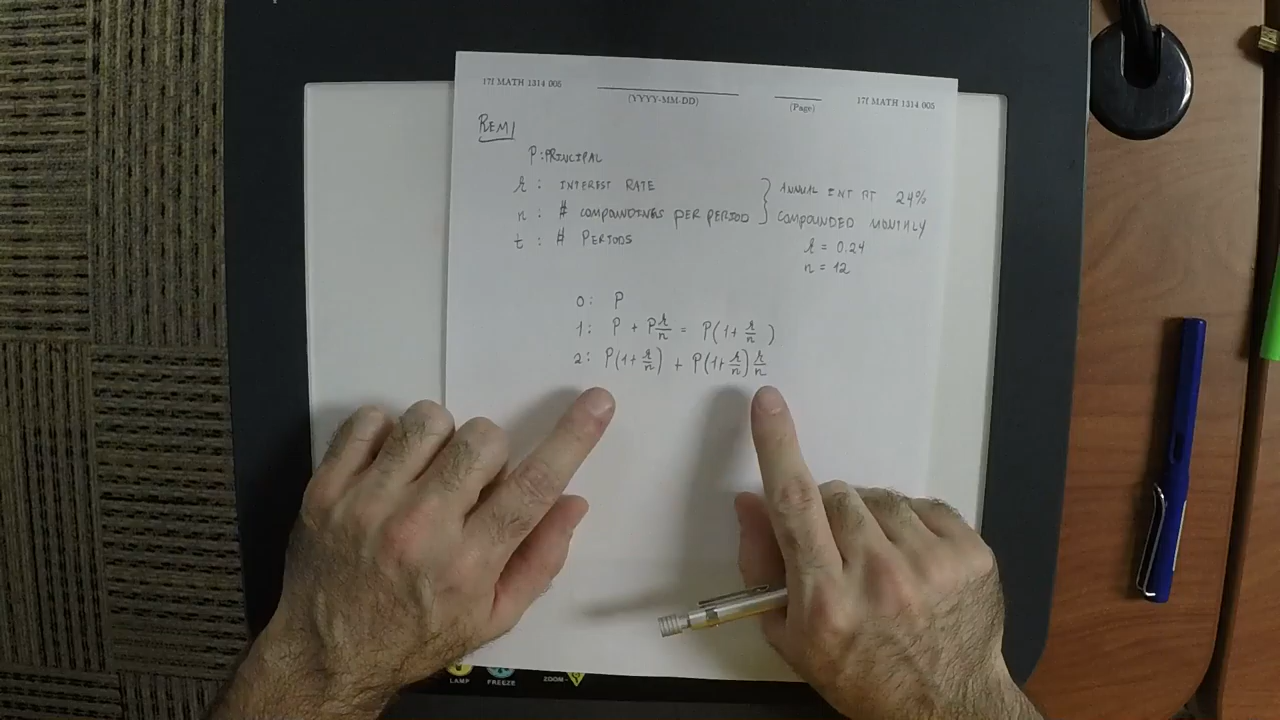 17f MATH 1314 005
(YYYY-MM-DD)
(Page)
17f MATH 1314 005
REM
P: PRINCIPAL
r: INTEREST RATE
n: # COMPOUNDINGS PER PERIOD
t: # PERIODS
ANNUAL INT AT 24%
COMPOUNDED MONTHLY
r = 0.24
n = 12
0: P
1: P + P r/n = P(1 + r/n)
2: P(1 + r/n) + P(1 + r/n) r/n
LAMP
FREEZE
ZOOM-